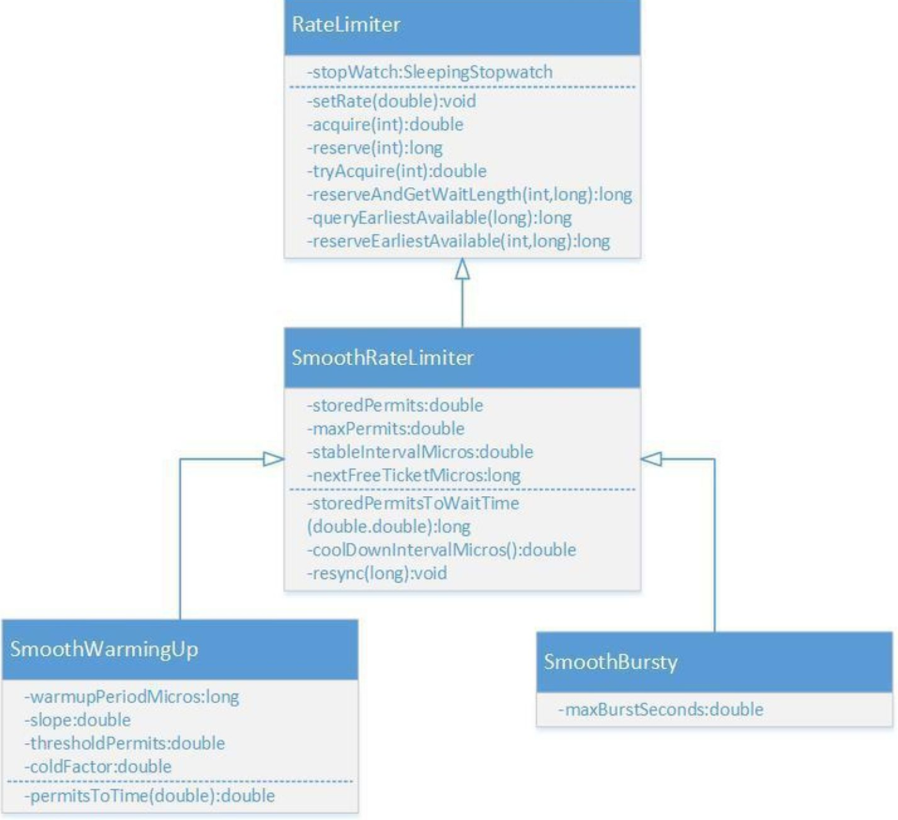 RateLimiter
-stopWatch:SleepingStopwatch
-setRate(double):void
-acquire(int):double
-reserve(int):long
-tryAcquire(int):double
-reserveAndGetWaitLength(int,long):long
-queryEarliestAvailable(long):long
-reserveEarliestAvailable(int,long):long
SmoothRateLimiter
-storedPermits:double
-maxPermits:double
-stableIntervalMicros:double
-nextFreeTicketMicros:long
-storedPermitsToWaitTime
(double.double):long
-coolDownIntervalMicros():double
-resync(long):void
SmoothWarmingUp
-warmupPeriodMicros:long
-slope:double
-thresholdPermits:double
-coldFactor:double
-permitsToTime(double):double
SmoothBursty
-maxBurstSeconds:double